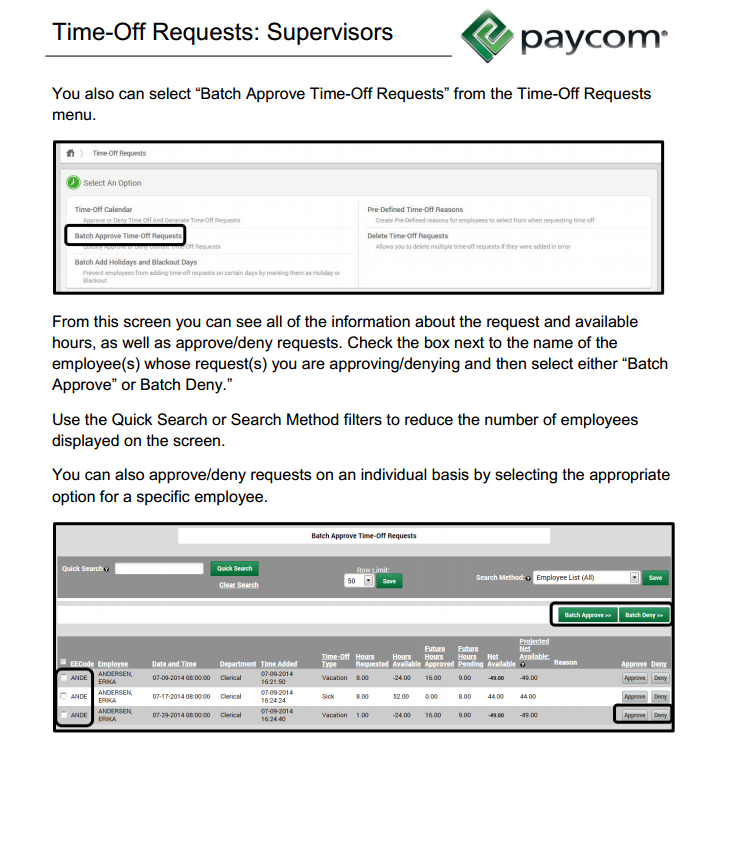 Time-Off Requests: Supervisors
paycom
You also can select “Batch Approve Time-Off Requests” from the Time-Off Requests
menu.
Time-Off Requests
Select An Option
Time-Off Calendar
Approve or Deny Time Off And Generate Time-Off Requests
Batch Approve Time-Off Requests
Quickly Approve or Deny Current Time Off Requests
Batch Add Holidays and Blackout Days
Prevent employees from adding time-off requests on certain days by marking them as Holiday or
Blackout
Pre-Defined Time-Off Reasons
Create Pre-Defined reasons for employees to select from when requesting time off
Delete Time-Off Requests
Allows you to delete multiple time-off requests if they were added in error
From this screen you can see all of the information about the request and available
hours, as well as approve/deny requests. Check the box next to the name of the
employee(s) whose request(s) you are approving/denying and then select either “Batch
Approve” or Batch Deny.”
Use the Quick Search or Search Method filters to reduce the number of employees
displayed on the screen.
You can also approve/deny requests on an individual basis by selecting the appropriate
option for a specific employee.
Batch Approve Time-Off Requests
Quick Search Quick Search
Clear Search
Row Limit:
50 Save
Search Method: Employee List (All) Save
Batch Approve >> Batch Deny >>
EECode Employee Date and Time Department Time Added Time-Off Type Hours Requested Hours Available Future Hours Approved Future Hours Pending Net Available Projected Net Available: Reason Approve Deny
ANDE ANDERSEN, ERIKA 07-09-2014 08:00:00 Clerical 07-09-2014 16:21:50 Vacation 8.00 -24.00 16.00 9.00 -49.00 -49.00 Approve Deny
ANDE ANDERSEN, ERIKA 07-17-2014 08:00:00 Clerical 07-09-2014 16:24:24 Sick 8.00 52.00 0.00 8.00 44.00 44.00 Approve Deny
ANDE ANDERSEN, ERIKA 07-29-2014 08:00:00 Clerical 07-09-2014 16:24:40 Vacation 1.00 -24.00 16.00 9.00 -49.00 -49.00 Approve Deny